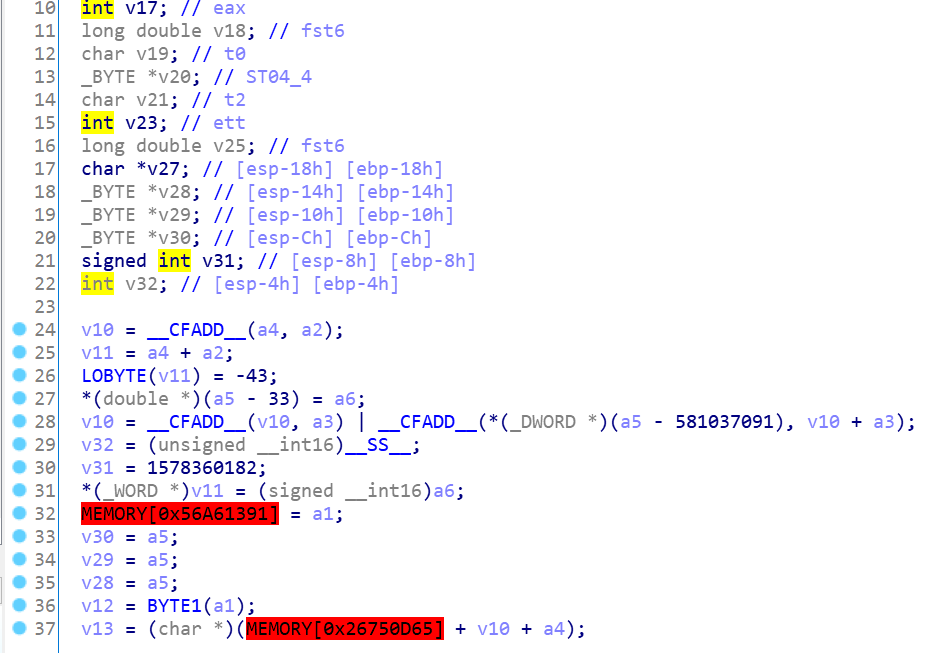 10 int v17; // eax
11 long double v18; // fst6
12 char v19; // t0
13 _BYTE *v20; // ST04_4
14 char v21; // t2
15 int v23; // ett
16 long double v25; // fst6
17 char *v27; // [esp-18h] [ebp-18h]
18 _BYTE *v28; // [esp-14h] [ebp-14h]
19 _BYTE *v29; // [esp-10h] [ebp-10h]
20 _BYTE *v30; // [esp-Ch] [ebp-Ch]
21 signed int v31; // [esp-8h] [ebp-8h]
22 int v32; // [esp-4h] [ebp-4h]
23
24 v10 = __CFADD__(a4, a2);
25 v11 = a4 + a2;
26 LOBYTE(v11) = -43;
27 *(double *)(a5 - 33) = a6;
28 v10 = __CFADD__(v10, a3) | __CFADD__(*(_DWORD *)(a5 - 581037091), v10 + a3);
29 v32 = (unsigned __int16)__SS__;
30 v31 = 1578360182;
31 *(_WORD *)v11 = (signed __int16)a6;
32 MEMORY[0x56A61391] = a1;
33 v30 = a5;
34 v29 = a5;
35 v28 = a5;
36 v12 = BYTE1(a1);
37 v13 = (char *)(MEMORY[0x26750D65] + v10 + a4);